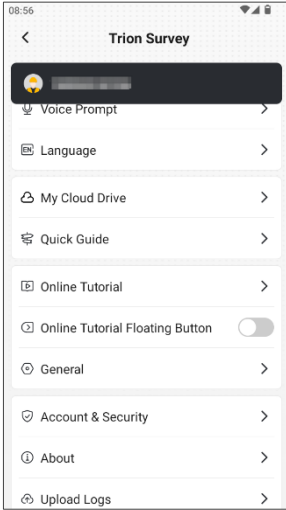 08:56
Trion Survey
Voice Prompt
EN Language
My Cloud Drive
Quick Guide
Online Tutorial
Online Tutorial Floating Button
General
Account & Security
About
Upload Logs